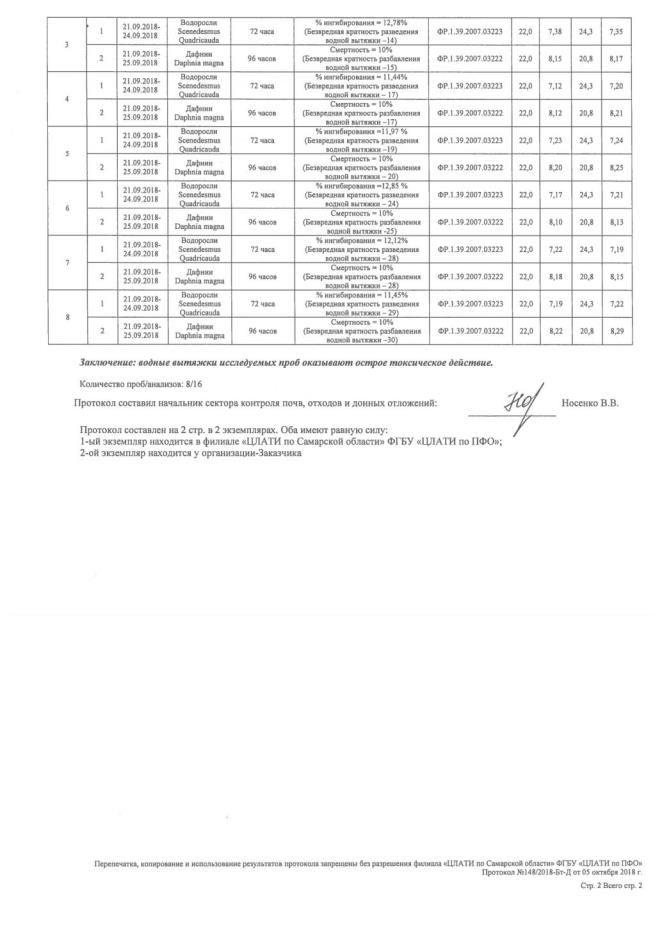 3 1 21.09.2018-24.09.2018 Водоросли Scenedesmus Quadricauda 72 часа % ингибирования = 12,78% (Безвредная кратность разведения водной вытяжки –14) ФР.1.39.2007.03223 22,0 7,38 24,3 7,35
2 21.09.2018-25.09.2018 Дафнии Daphnia magna 96 часов Смертность = 10% (Безвредная кратность разбавления водной вытяжки –15) ФР.1.39.2007.03222 22,0 8,15 20,8 8,17
4 1 21.09.2018-24.09.2018 Водоросли Scenedesmus Quadricauda 72 часа % ингибирования = 11,44% (Безвредная кратность разведения водной вытяжки – 17) ФР.1.39.2007.03223 22,0 7,12 24,3 7,20
2 21.09.2018-25.09.2018 Дафнии Daphnia magna 96 часов Смертность = 10% (Безвредная кратность разбавления водной вытяжки –17) ФР.1.39.2007.03222 22,0 8,12 20,8 8,21
5 1 21.09.2018-24.09.2018 Водоросли Scenedesmus Quadricauda 72 часа % ингибирования =11,97 % (Безвредная кратность разведения водной вытяжки –19) ФР.1.39.2007.03223 22,0 7,23 24,3 7,24
2 21.09.2018-25.09.2018 Дафнии Daphnia magna 96 часов Смертность = 10% (Безвредная кратность разбавления водной вытяжки – 20) ФР.1.39.2007.03222 22,0 8,20 20,8 8,25
6 1 21.09.2018-24.09.2018 Водоросли Scenedesmus Quadricauda 72 часа % ингибирования =12,85 % (Безвредная кратность разведения водной вытяжки – 24) ФР.1.39.2007.03223 22,0 7,17 24,3 7,21
2 21.09.2018-25.09.2018 Дафнии Daphnia magna 96 часов Смертность = 10% (Безвредная кратность разбавления водной вытяжки -25) ФР.1.39.2007.03222 22,0 8,10 20,8 8,13
7 1 21.09.2018-24.09.2018 Водоросли Scenedesmus Quadricauda 72 часа % ингибирования = 12,12% (Безвредная кратность разведения водной вытяжки – 28) ФР.1.39.2007.03223 22,0 7,22 24,3 7,19
2 21.09.2018-25.09.2018 Дафнии Daphnia magna 96 часов Смертность = 10% (Безвредная кратность разбавления водной вытяжки – 28) ФР.1.39.2007.03222 22,0 8,18 20,8 8,15
8 1 21.09.2018-24.09.2018 Водоросли Scenedesmus Quadricauda 72 часа % ингибирования = 11,45% (Безвредная кратность разведения водной вытяжки – 29) ФР.1.39.2007.03223 22,0 7,19 24,3 7,22
2 21.09.2018-25.09.2018 Дафнии Daphnia magna 96 часов Смертность = 10% (Безвредная кратность разбавления водной вытяжки –30) ФР.1.39.2007.03222 22,0 8,22 20,8 8,29
Заключение: водные вытяжки исследуемых проб оказывают острое токсическое действие.
Количество проб/анализов: 8/16
Протокол составил начальник сектора контроля почв, отходов и донных отложений: Носенко В.В.
Протокол составлен на 2 стр. в 2 экземплярах. Оба имеют равную силу:
1-ый экземпляр находится в филиале «ЦЛАТИ по Самарской области» ФГБУ «ЦЛАТИ по ПФО»;
2-ой экземпляр находится у организации-Заказчика
Перепечатка, копирование и использование результатов протокола запрещены без разрешения филиала «ЦЛАТИ по Самарской области» ФГБУ «ЦЛАТИ по ПФО»
Протокол №148/2018-Бт-Д от 05 октября 2018 г.
Стр. 2 Всего стр. 2